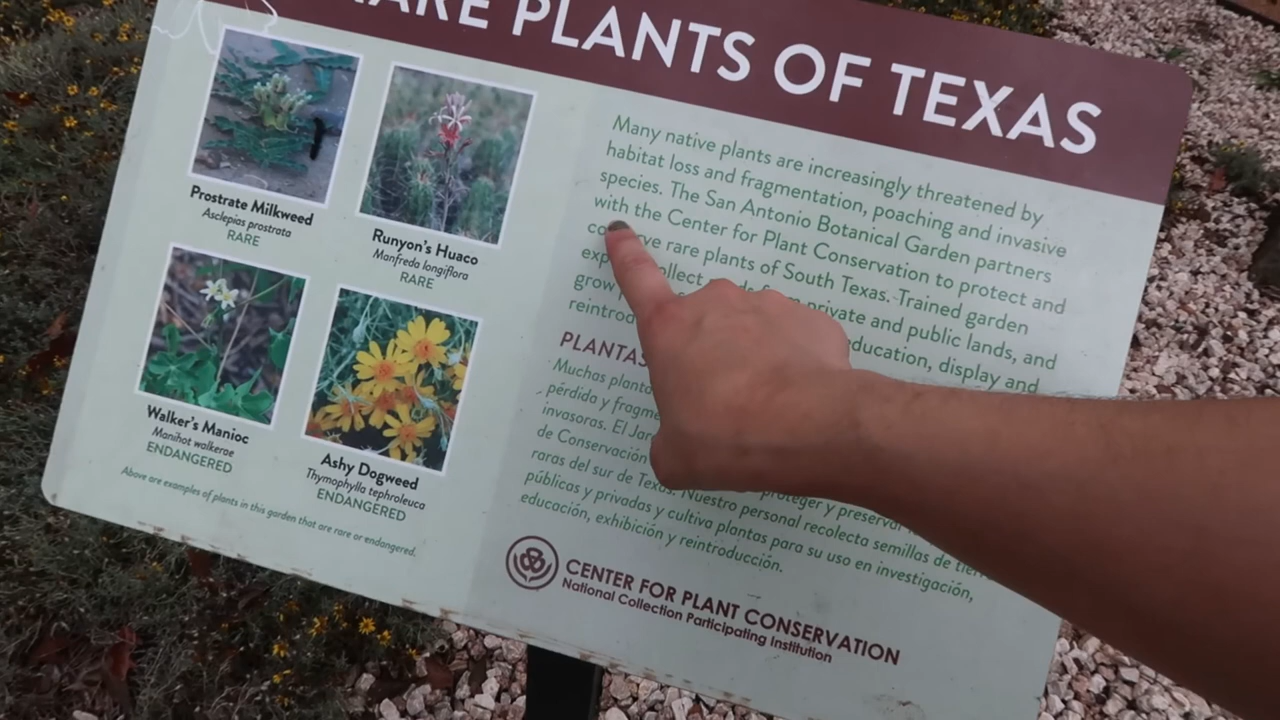 RARE PLANTS OF TEXAS
Prostrate Milkweed
Asclepias prostrata
RARE
Runyon's Huaco
Manfreda longiflora
RARE
Walker's Manioc
Manihot walkerae
ENDANGERED
Ashy Dogweed
Thymophylla tephroleuca
ENDANGERED
Above are examples of plants in this garden that are rare or endangered.
Many native plants are increasingly threatened by
habitat loss and fragmentation, poaching and invasive
species. The San Antonio Botanical Garden partners
with the Center for Plant Conservation to protect and
rare plants of South Texas. Trained garden
private and public lands, and
grow education, display and
PLANTAS
Muchas
pérdida y
invasoras. El
de Conservación proteger y preservar
raras del sur de Texas. Nuestro personal recolecta semillas de
públicas y privadas y cultiva plantas para su uso en investigación,
educación, exhibición y reintroducción.
CENTER FOR PLANT CONSERVATION
National Collection Participating Institution